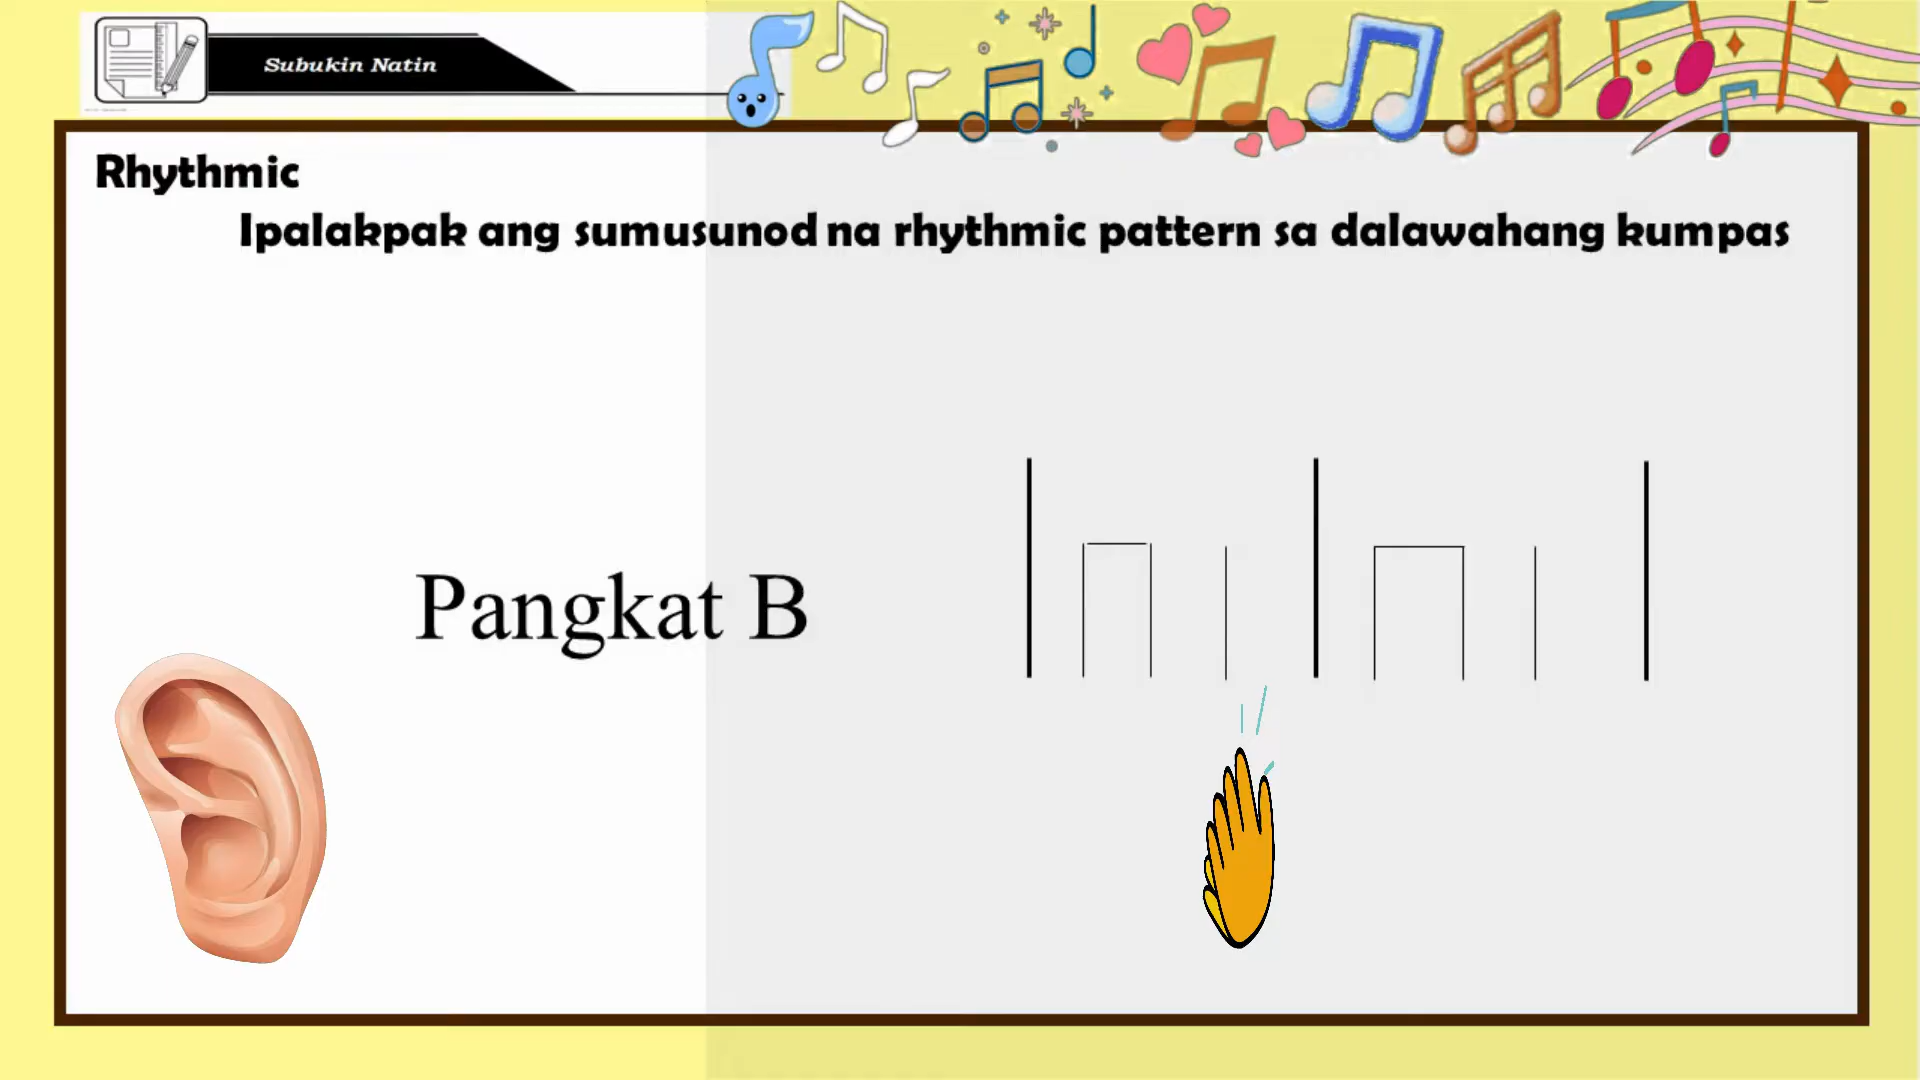 Subukin Natin
Rhythmic
Ipalakpak ang sumusunod na rhythmic pattern sa dalawahang kumpas
Pangkat B